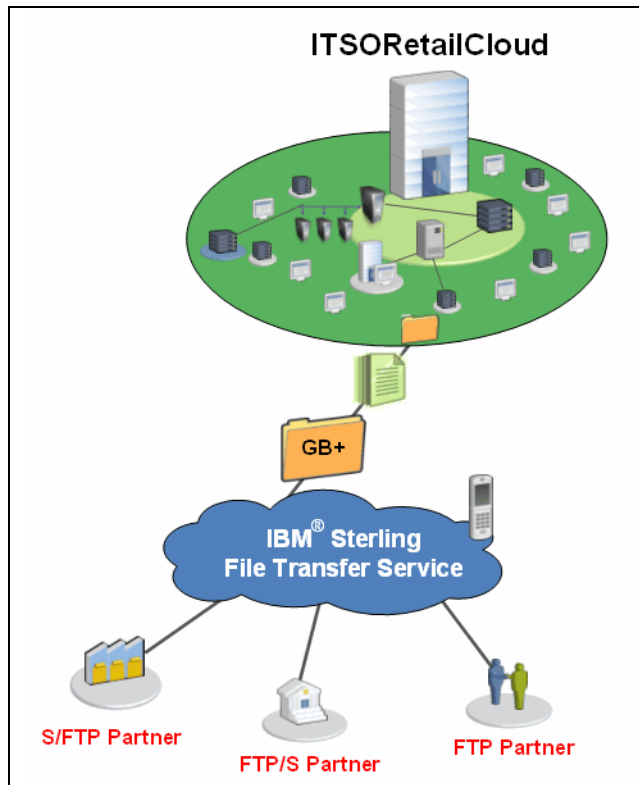 ITSORetailCloud
GB+
IBM® Sterling
File Transfer Service
S/FTP Partner
FTP/S Partner
FTP Partner